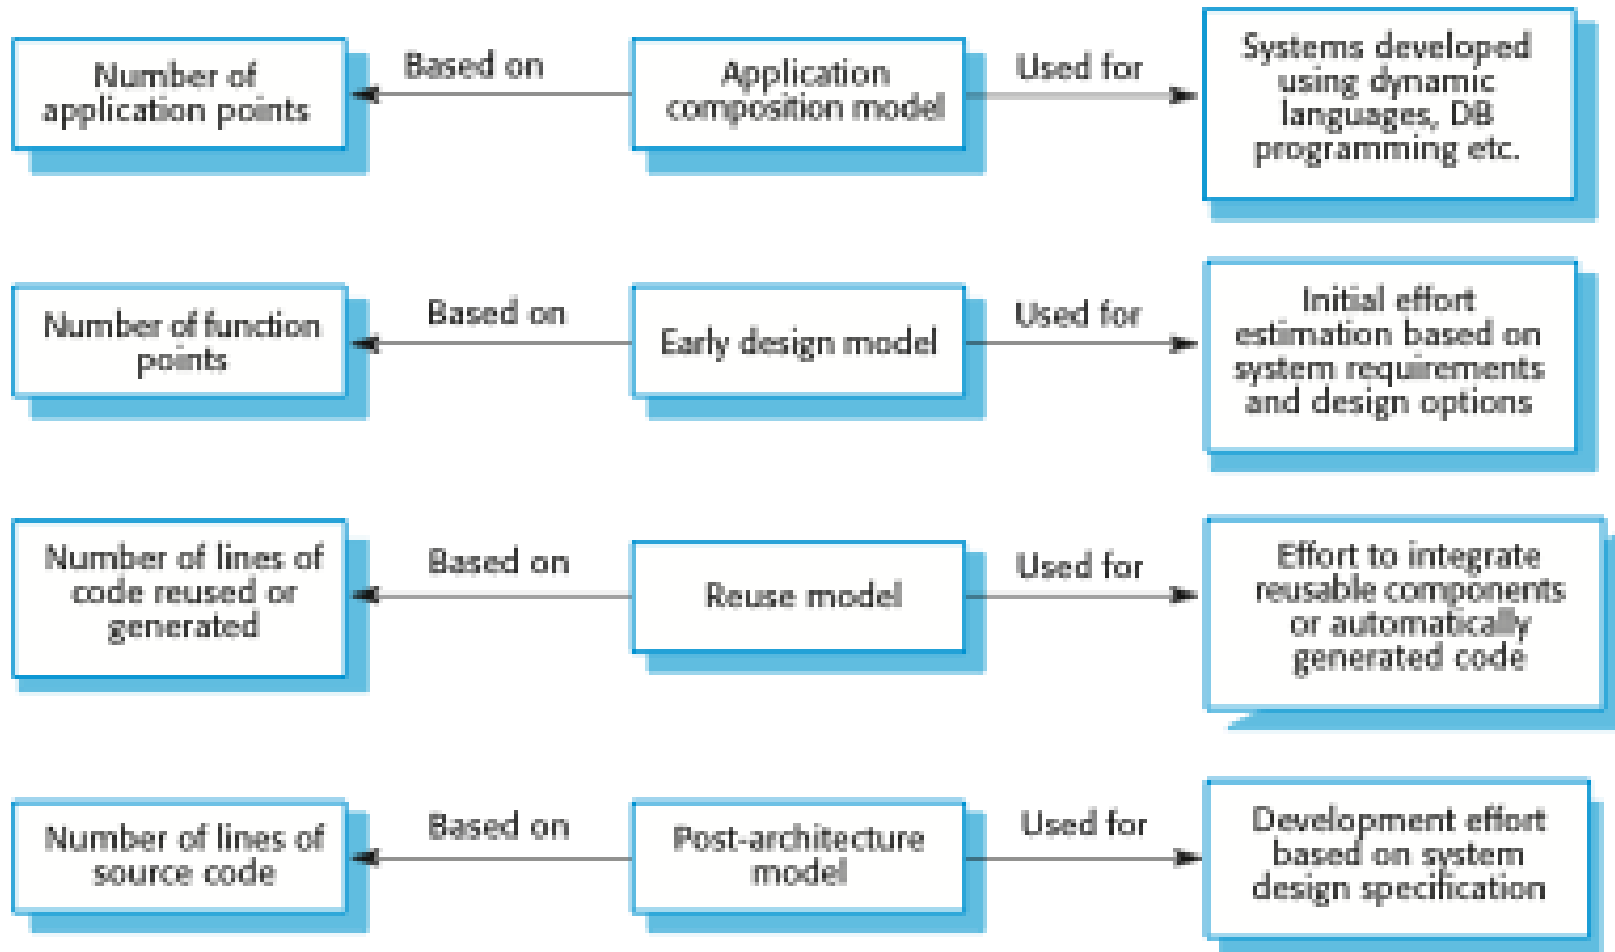 Number of
application points
Based on
Application
composition model
Used for
Systems developed
using dynamic
languages, DB
programming etc.
Number of function
points
Based on
Early design model
Used for
Initial effort
estimation based on
system requirements
and design options
Number of lines of
code reused or
generated
Based on
Reuse model
Used for
Effort to integrate
reusable components
or automatically
generated code
Number of lines of
source code
Based on
Post-architecture
model
Used for
Development effort
based on system
design specification